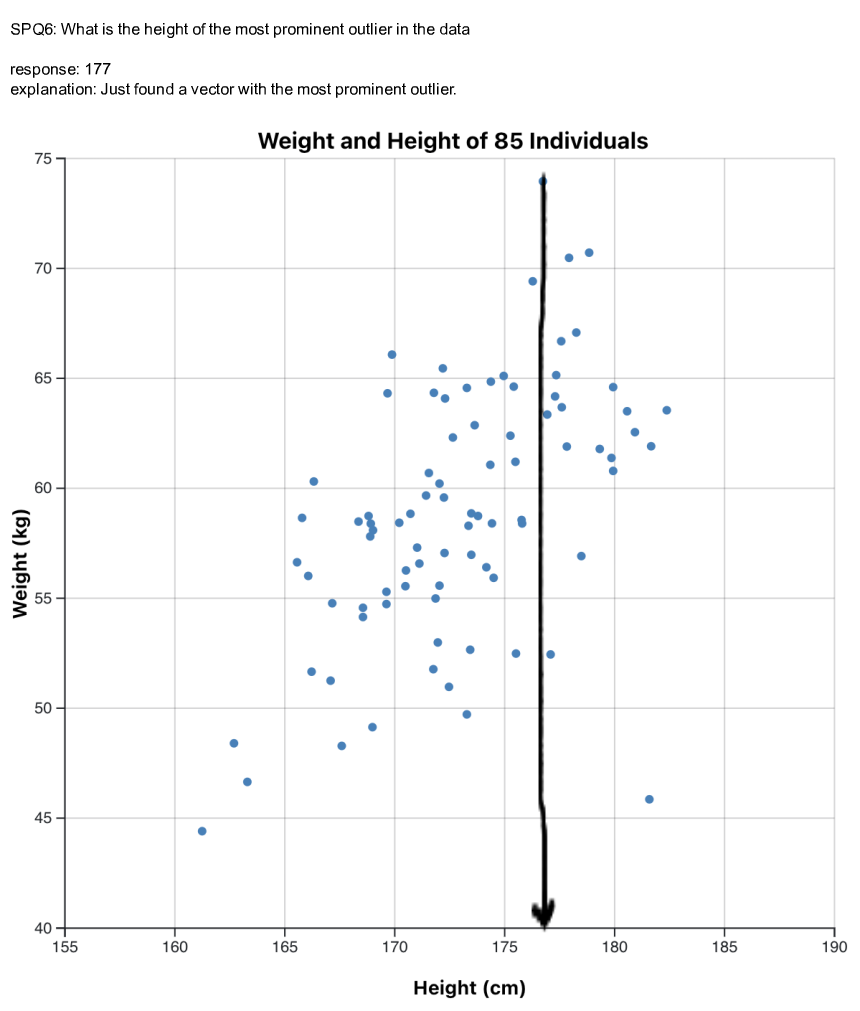 SPQ6: What is the height of the most prominent outlier in the data
response: 177
explanation: Just found a vector with the most prominent outlier.
Weight and Height of 85 Individuals
75
70
65
60
55
50
45
40
Weight (kg)
155 160 165 170 175 180 185 190
Height (cm)